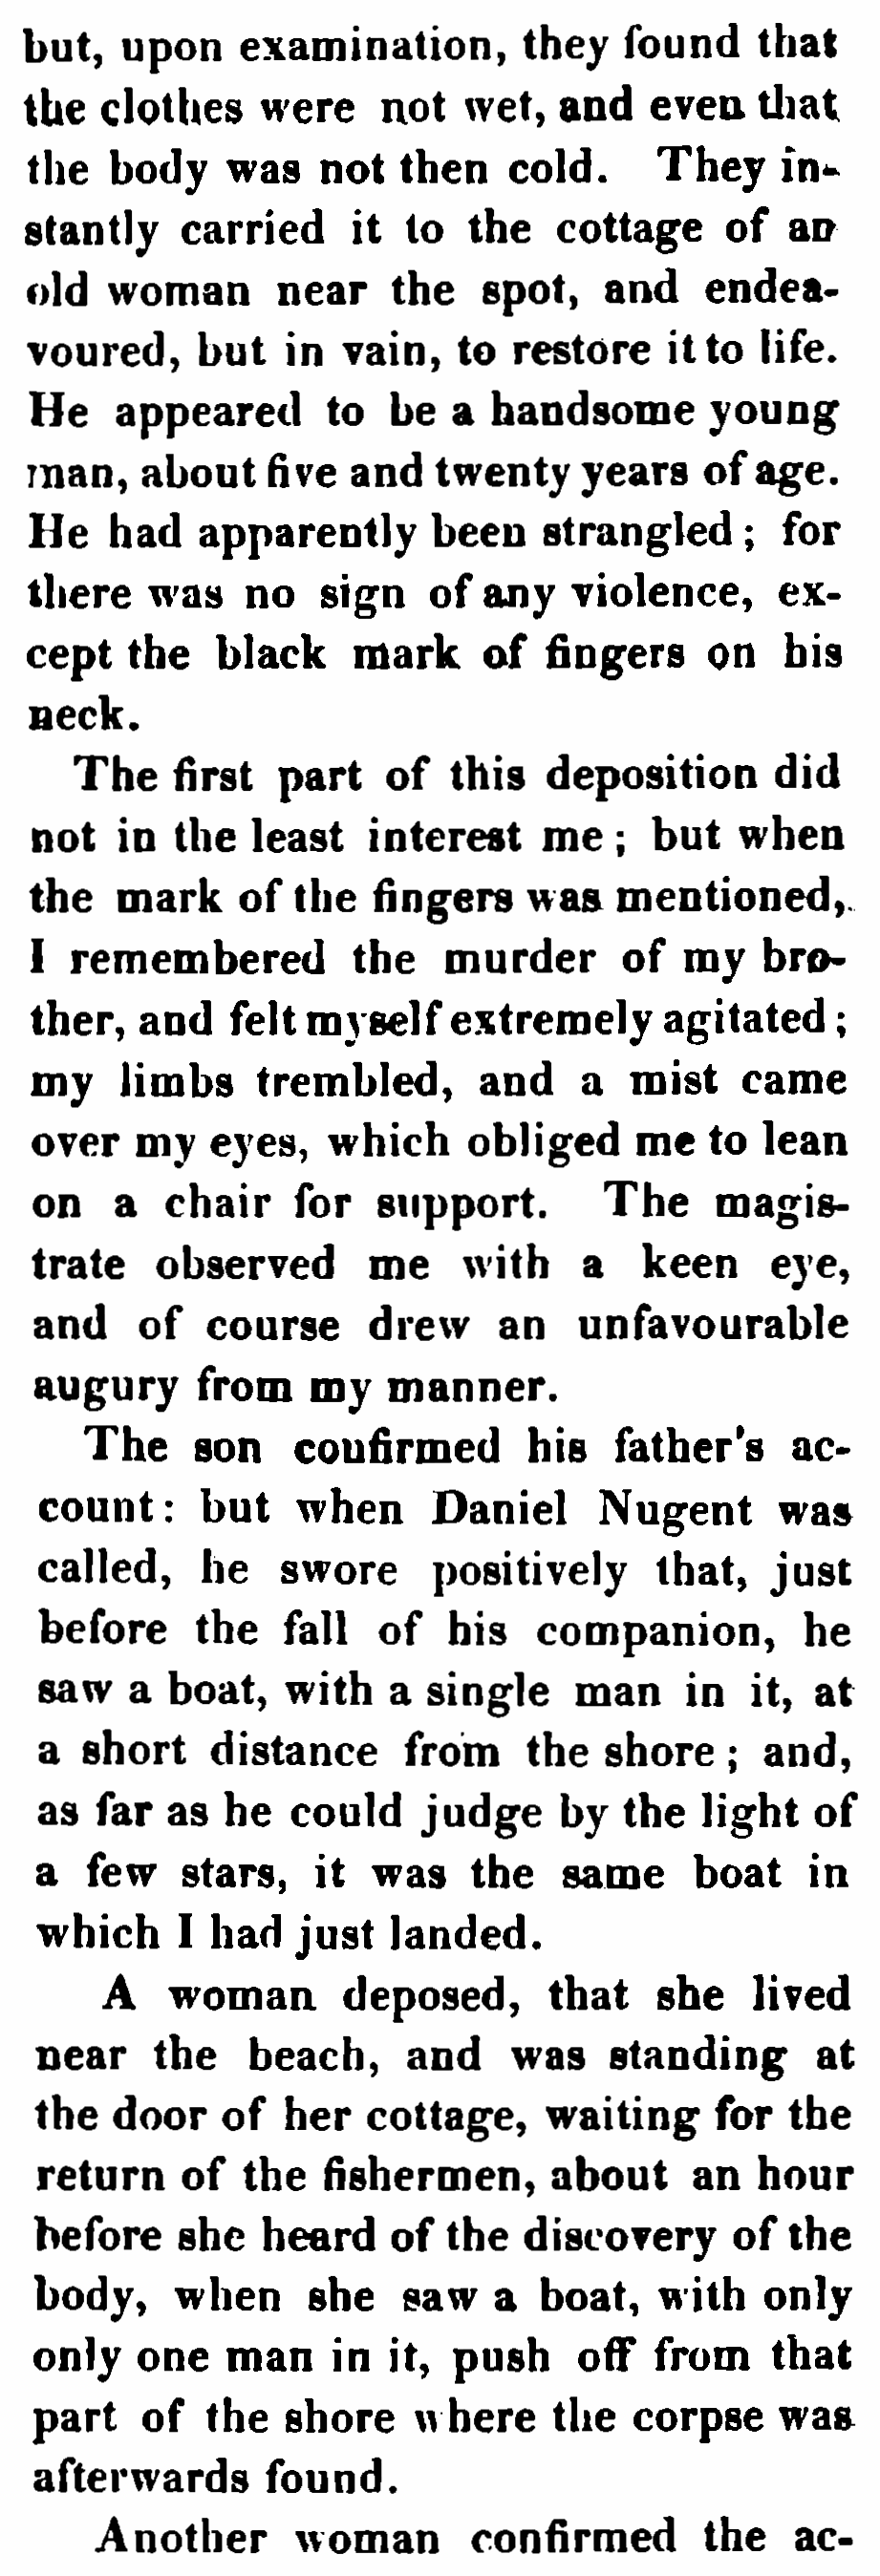 but, upon examination, they found that
the clothes were not wet, and even that
the body was not then cold. They in-
stantly carried it to the cottage of an
old woman near the spot, and endea-
voured, but in vain, to restore it to life.
He appeared to be a handsome young
man, about five and twenty years of age.
He had apparently been strangled; for
there was no sign of any violence, ex-
cept the black mark of fingers on his
neck.
The first part of this deposition did
not in the least interest me; but when
the mark of the fingers was mentioned,
I remembered the murder of my bro-
ther, and felt myself extremely agitated;
my limbs trembled, and a mist came
over my eyes, which obliged me to lean
on a chair for support. The magis-
trate observed me with a keen eye,
and of course drew an unfavourable
augury from my manner.
The son confirmed his father's ac-
count: but when Daniel Nugent was
called, he swore positively that, just
before the fall of his companion, he
saw a boat, with a single man in it, at
a short distance from the shore; and,
as far as he could judge by the light of
a few stars, it was the same boat in
which I had just landed.
A woman deposed, that she lived
near the beach, and was standing at
the door of her cottage, waiting for the
return of the fishermen, about an hour
before she heard of the discovery of the
body, when she saw a boat, with only
only one man in it, push off from that
part of the shore where the corpse was
afterwards found.
Another woman confirmed the ac-